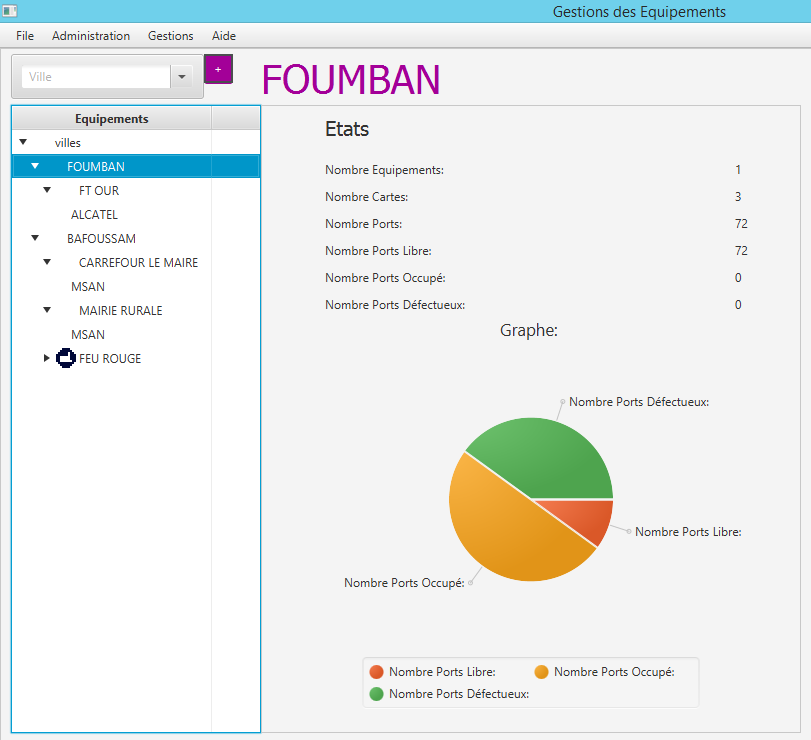 Gestions des Equipements
File Administration Gestions Aide
Ville
+
FOUMBAN
Equipements
villes
FOUMBAN
FT OUR
ALCATEL
BAFOUSSAM
CARREFOUR LE MAIRE
MSAN
MAIRIE RURALE
MSAN
FEU ROUGE
Etats
Nombre Equipements: 1
Nombre Cartes: 3
Nombre Ports: 72
Nombre Ports Libre: 72
Nombre Ports Occupé: 0
Nombre Ports Défectueux: 0
Graphe:
Nombre Ports Défectueux:
Nombre Ports Libre:
Nombre Ports Occupé:
Nombre Ports Libre: Nombre Ports Occupé:
Nombre Ports Défectueux: